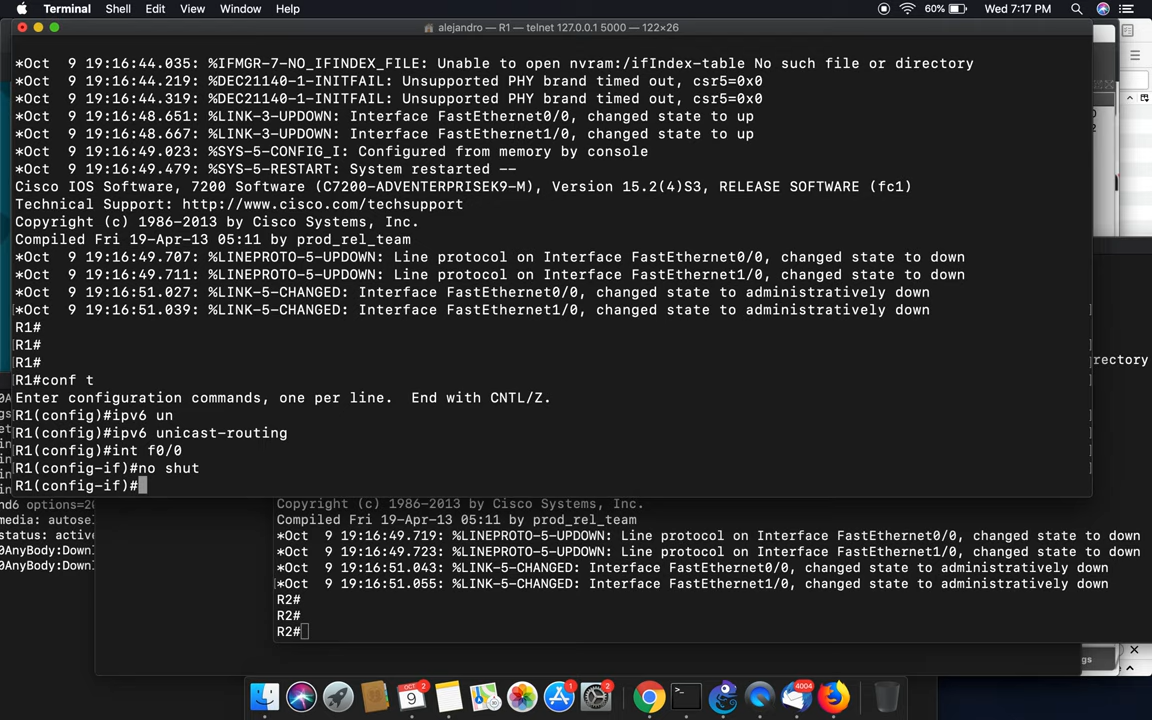 Terminal Shell Edit View Window Help 60% Wed 7:17 PM
alejandro — R1 — telnet 127.0.0.1 5000 — 122×26
*Oct  9 19:16:44.035: %IFMGR-7-NO_IFINDEX_FILE: Unable to open nvram:/ifIndex-table No such file or directory
*Oct  9 19:16:44.219: %DEC21140-1-INITFAIL: Unsupported PHY brand timed out, csr5=0x0
*Oct  9 19:16:44.319: %DEC21140-1-INITFAIL: Unsupported PHY brand timed out, csr5=0x0
*Oct  9 19:16:48.651: %LINK-3-UPDOWN: Interface FastEthernet0/0, changed state to up
*Oct  9 19:16:48.667: %LINK-3-UPDOWN: Interface FastEthernet1/0, changed state to up
*Oct  9 19:16:49.023: %SYS-5-CONFIG_I: Configured from memory by console
*Oct  9 19:16:49.479: %SYS-5-RESTART: System restarted --
Cisco IOS Software, 7200 Software (C7200-ADVENTERPRISEK9-M), Version 15.2(4)S3, RELEASE SOFTWARE (fc1)
Technical Support: http://www.cisco.com/techsupport
Copyright (c) 1986-2013 by Cisco Systems, Inc.
Compiled Fri 19-Apr-13 05:11 by prod_rel_team
*Oct  9 19:16:49.707: %LINEPROTO-5-UPDOWN: Line protocol on Interface FastEthernet0/0, changed state to down
*Oct  9 19:16:49.711: %LINEPROTO-5-UPDOWN: Line protocol on Interface FastEthernet1/0, changed state to down
*Oct  9 19:16:51.027: %LINK-5-CHANGED: Interface FastEthernet0/0, changed state to administratively down
*Oct  9 19:16:51.039: %LINK-5-CHANGED: Interface FastEthernet1/0, changed state to administratively down
R1#
R1#
R1#
R1#conf t
Enter configuration commands, one per line.  End with CNTL/Z.
R1(config)#ipv6 un
R1(config)#ipv6 unicast-routing
R1(config)#int f0/0
R1(config-if)#no shut
R1(config-if)#
irectory
nd6 options=20
media: autosel
status: active
0AnyBody:Downl
0AnyBody:Downl
Copyright (c) 1986-2013 by Cisco Systems, Inc.
Compiled Fri 19-Apr-13 05:11 by prod_rel_team
*Oct  9 19:16:49.719: %LINEPROTO-5-UPDOWN: Line protocol on Interface FastEthernet0/0, changed state to down
*Oct  9 19:16:49.723: %LINEPROTO-5-UPDOWN: Line protocol on Interface FastEthernet1/0, changed state to down
*Oct  9 19:16:51.043: %LINK-5-CHANGED: Interface FastEthernet0/0, changed state to administratively down
*Oct  9 19:16:51.055: %LINK-5-CHANGED: Interface FastEthernet1/0, changed state to administratively down
R2#
R2#
R2#
gs
OCT 2
9
1
2
4004